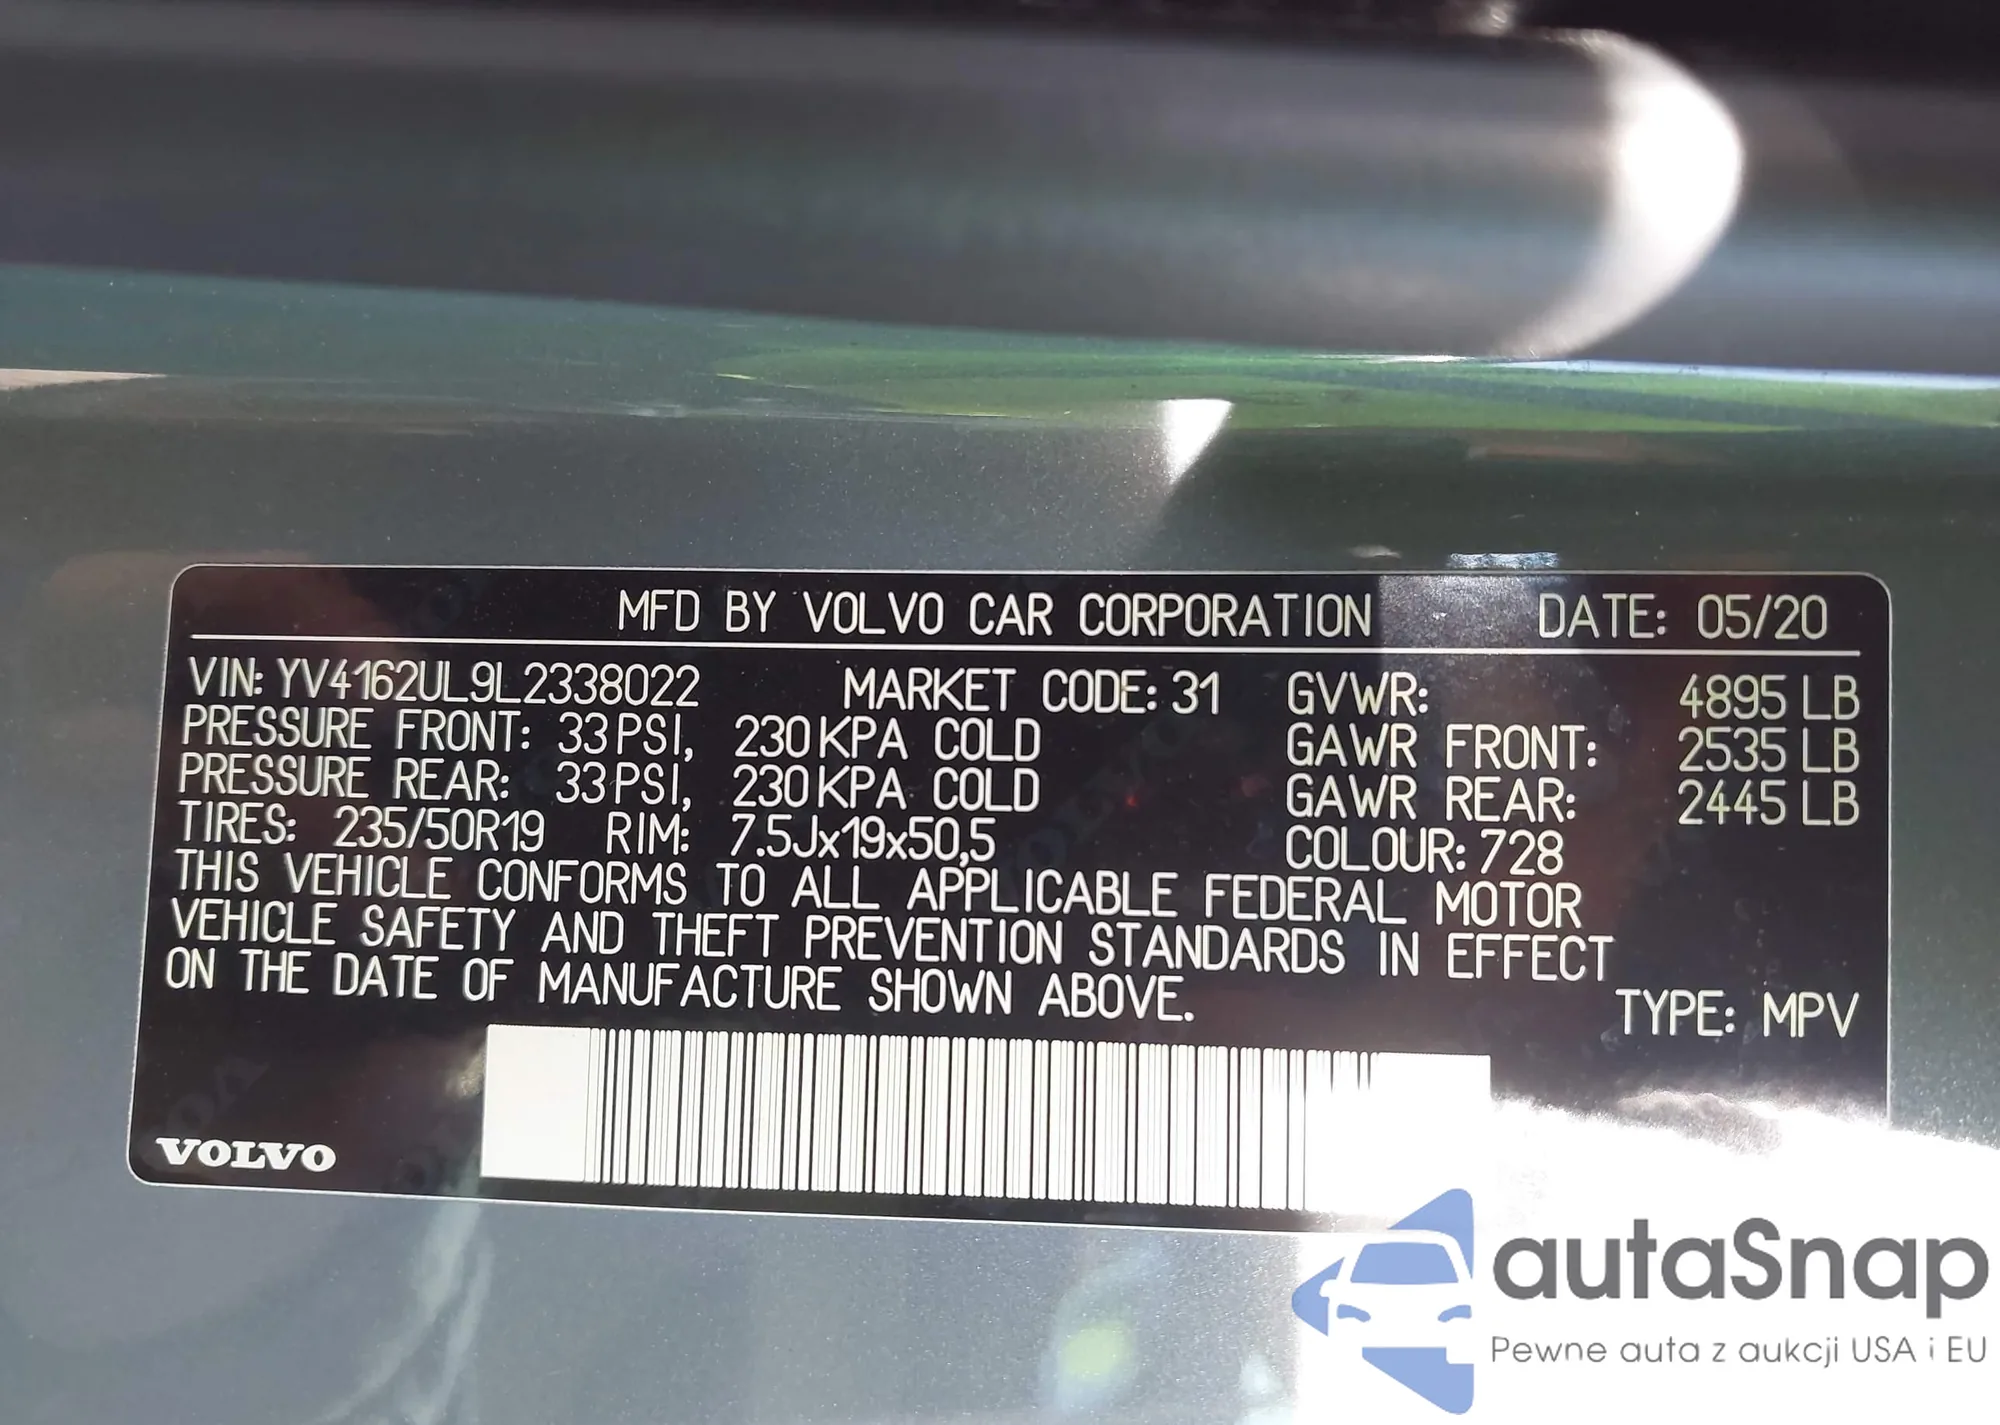 MFD BY VOLVO CAR CORPORATION DATE: 05/20
VIN: YV4162UL9L2338022 MARKET CODE: 31 GVWR: 4895 LB
PRESSURE FRONT: 33 PSI, 230 KPA COLD GAWR FRONT: 2535 LB
PRESSURE REAR: 33 PSI, 230 KPA COLD GAWR REAR: 2445 LB
TIRES: 235/50R19 RIM: 7.5Jx19x50,5 COLOUR: 728
THIS VEHICLE CONFORMS TO ALL APPLICABLE FEDERAL MOTOR
VEHICLE SAFETY AND THEFT PREVENTION STANDARDS IN EFFECT
ON THE DATE OF MANUFACTURE SHOWN ABOVE.
TYPE: MPV
VOLVO
autaSnap
Pewne auta z aukcji USA i EU